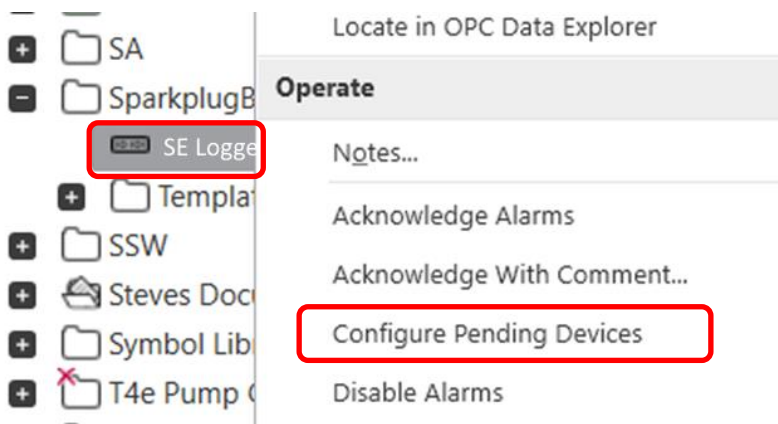 SA
SparkplugB
SE Logge
Templat
SSW
Steves Docu
Symbol Lib
T4e Pump
Locate in OPC Data Explorer
Operate
Notes...
Acknowledge Alarms
Acknowledge With Comment...
Configure Pending Devices
Disable Alarms